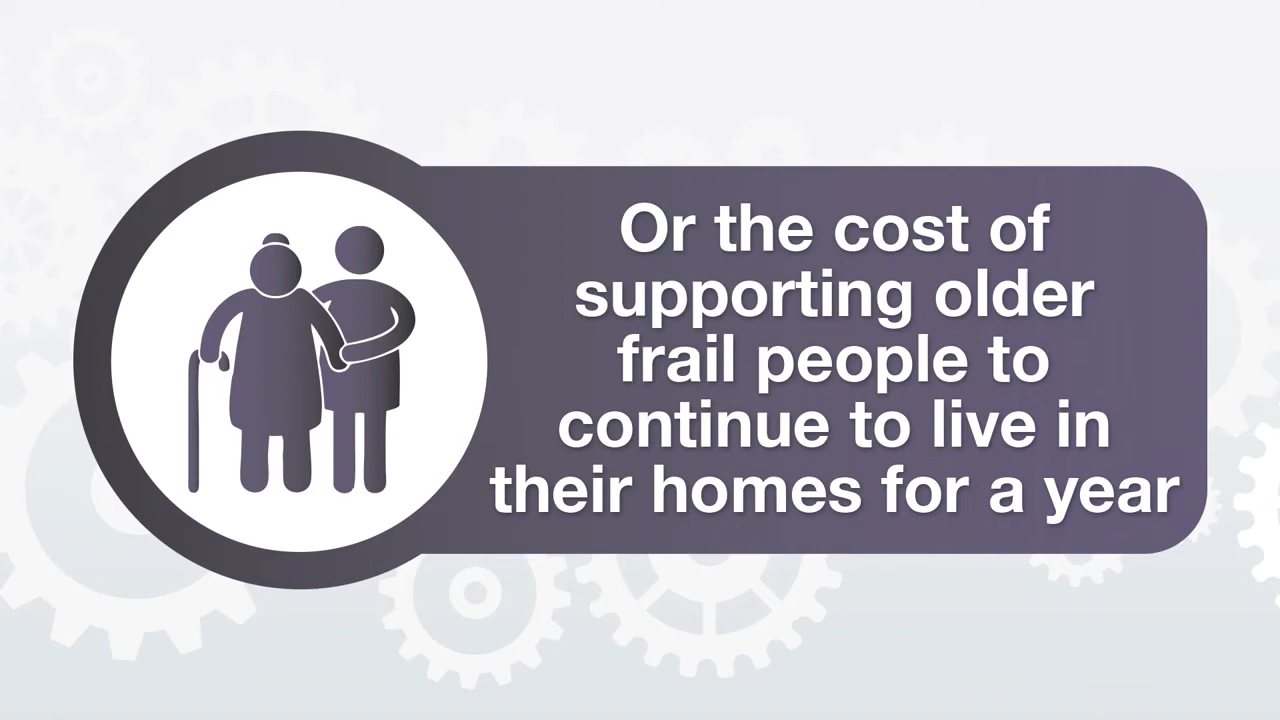 Or the cost of
supporting older
frail people to
continue to live in
their homes for a year